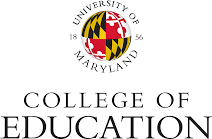 UNIVERSITY OF
18 56
MARYLAND
COLLEGE OF
EDUCATION